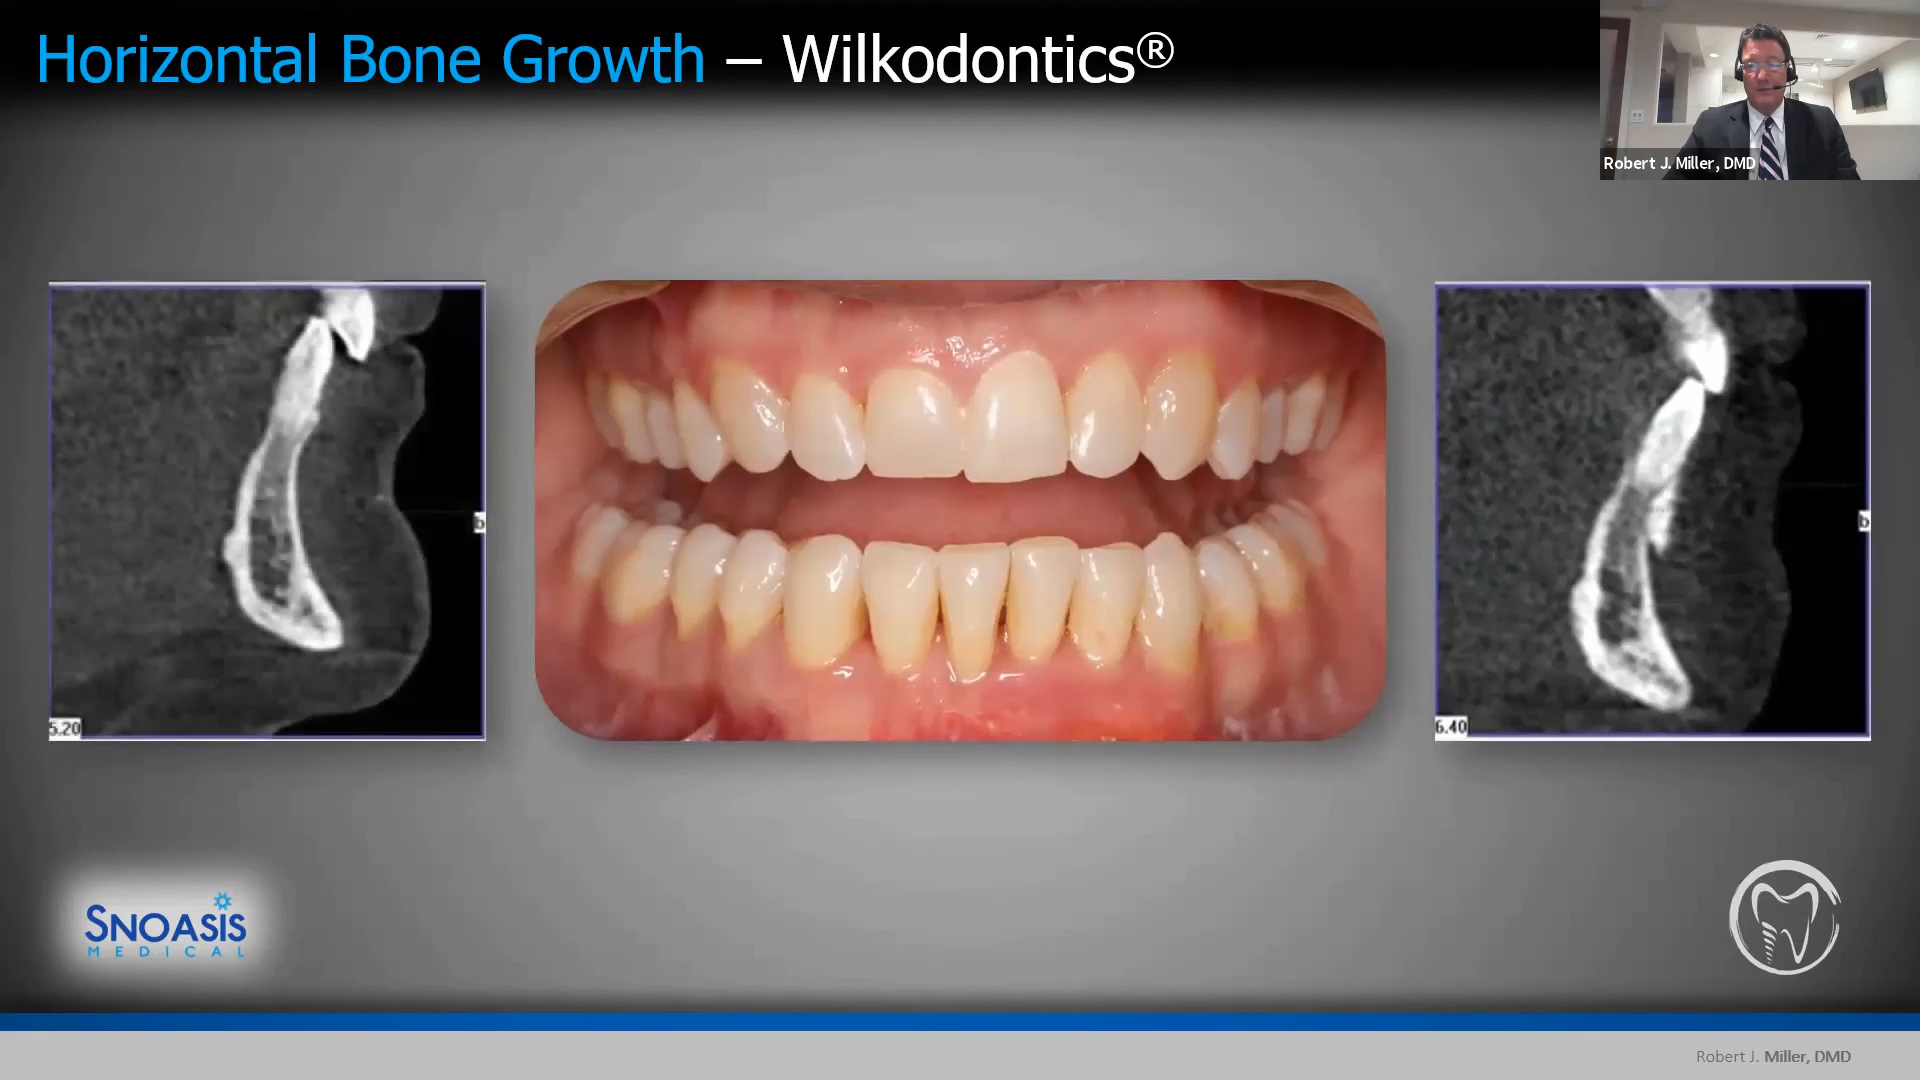 Horizontal Bone Growth – Wilkodontics®
Robert J. Miller, DMD
b
b
5.20
6.40
SNOASIS
MEDICAL
Robert J. Miller, DMD